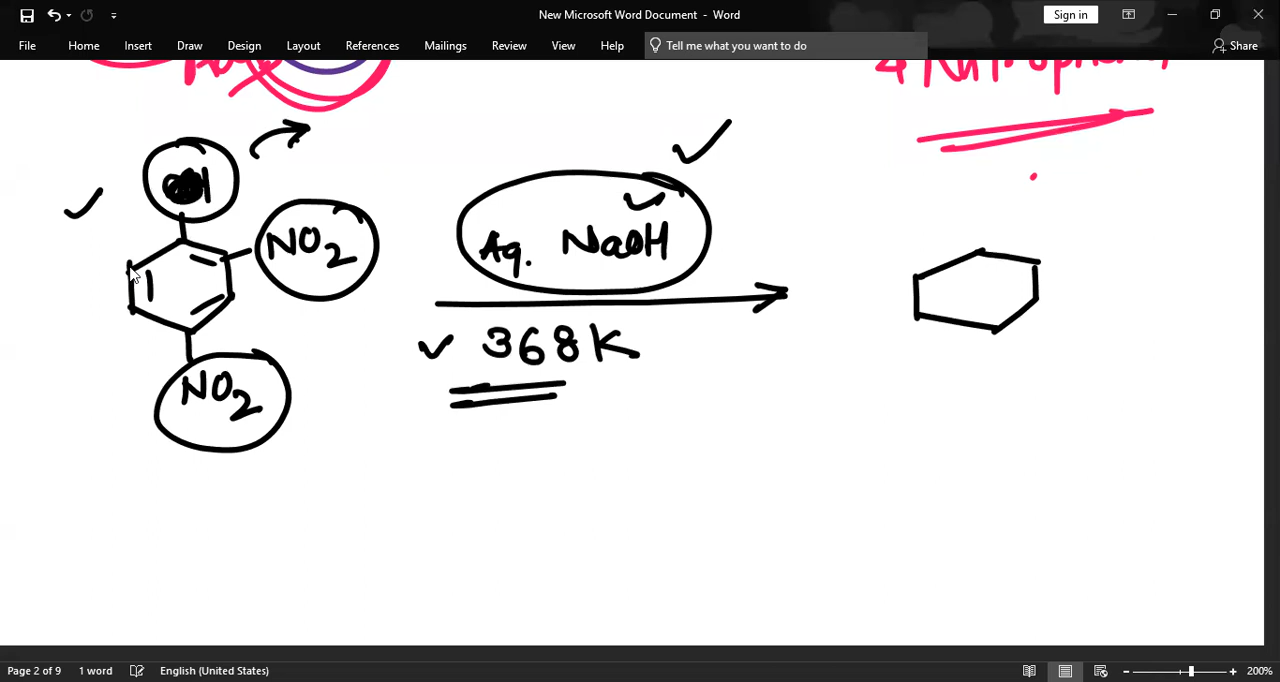 New Microsoft Word Document - Word
Sign in
File Home Insert Draw Design Layout References Mailings Review View Help Tell me what you want to do Share
NO2
Aq. NaOH
368K
NO2
Page 2 of 9 1 word English (United States) 200%